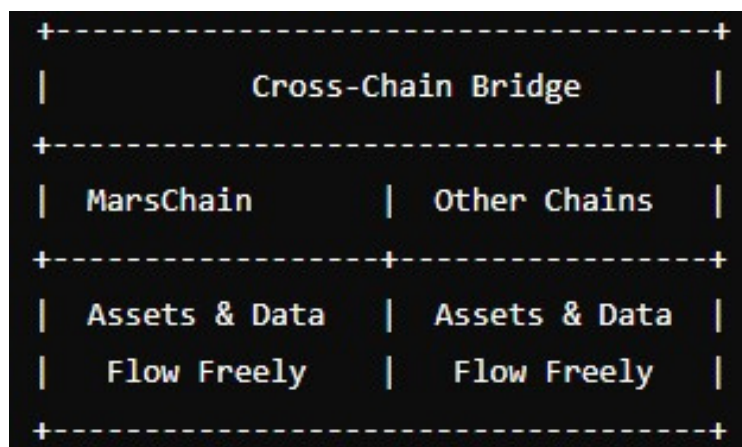 +------------------------------------+
|           Cross-Chain Bridge       |
+------------------------------------+
|  MarsChain       |  Other Chains   |
+------------------+-----------------+
|  Assets & Data   |  Assets & Data  |
|   Flow Freely    |   Flow Freely   |
+------------------------------------+